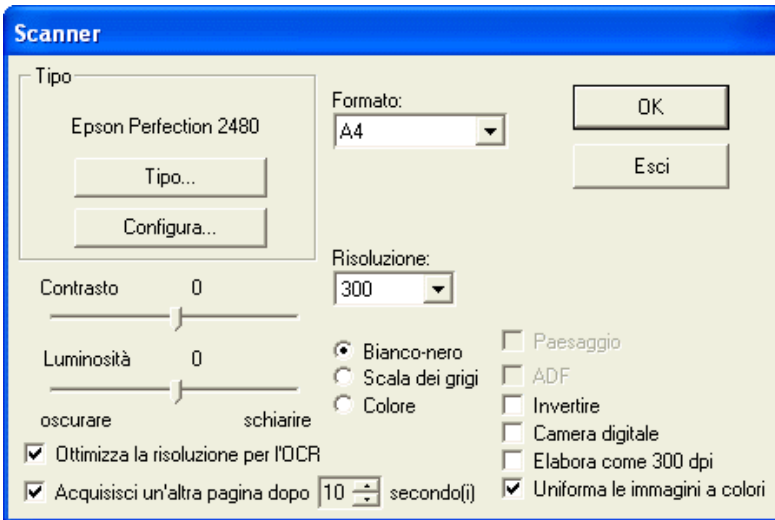 Scanner
Tipo
Epson Perfection 2480
Tipo...
Configura...
Formato:
A4
OK
Esci
Risoluzione:
300
Contrasto 0
Luminosità 0
oscurare schiarire
Bianco-nero
Scala dei grigi
Colore
Paesaggio
ADF
Invertire
Camera digitale
Elabora come 300 dpi
Uniforma le immagini a colori
Ottimizza la risoluzione per l'OCR
Acquisisci un'altra pagina dopo 10 secondo(i)